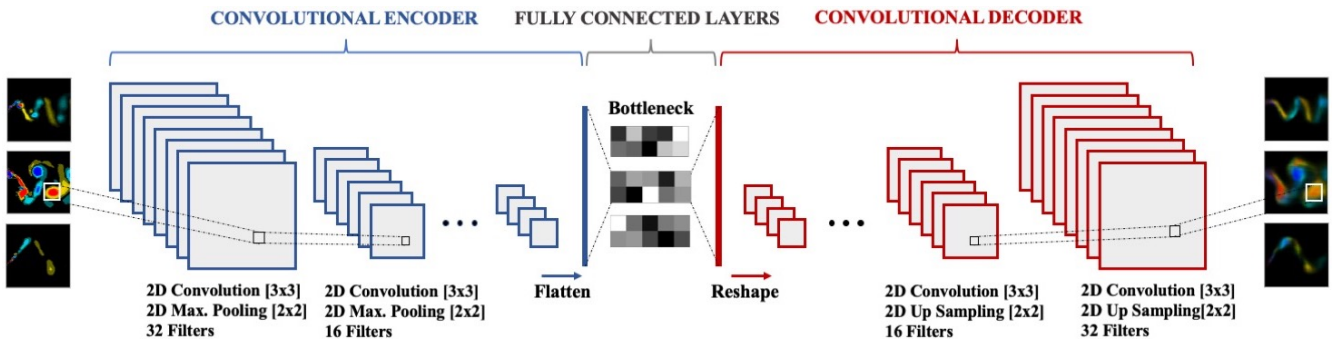 CONVOLUTIONAL ENCODER
FULLY CONNECTED LAYERS
CONVOLUTIONAL DECODER
Bottleneck
Flatten
Reshape
2D Convolution [3x3]
2D Max. Pooling [2x2]
32 Filters
2D Convolution [3x3]
2D Max. Pooling [2x2]
16 Filters
2D Convolution [3x3]
2D Up Sampling [2x2]
16 Filters
2D Convolution [3x3]
2D Up Sampling[2x2]
32 Filters